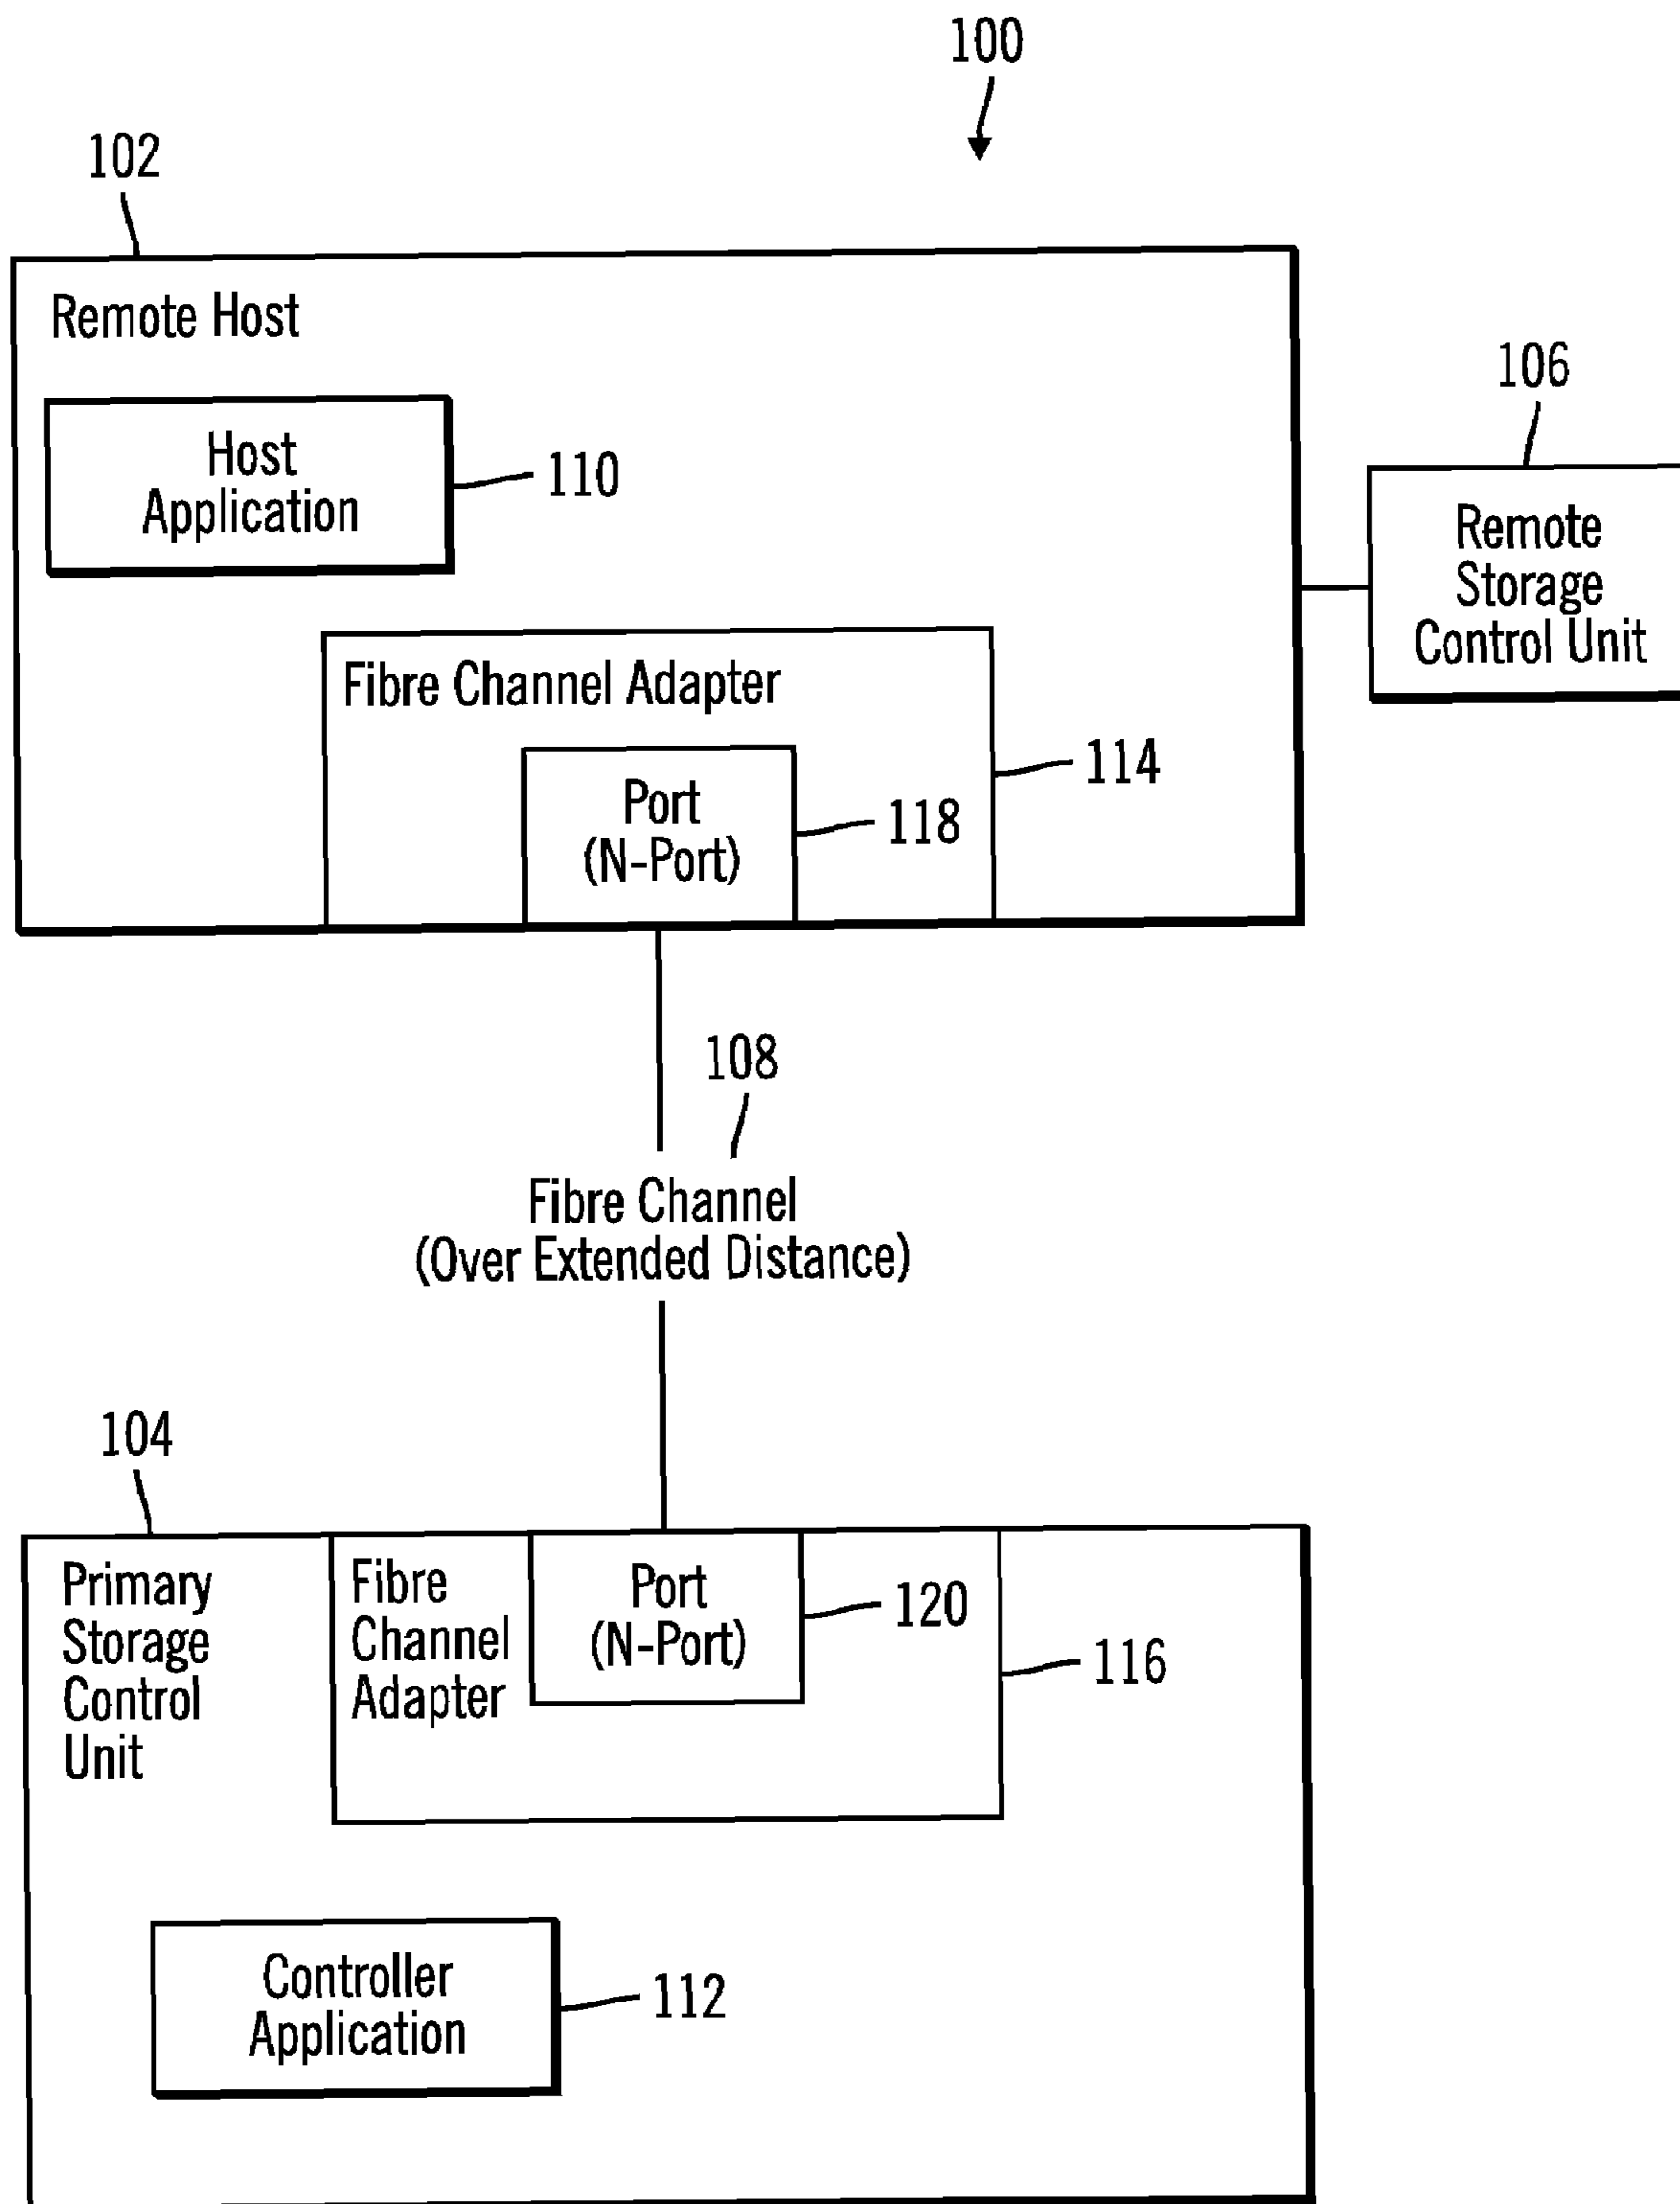 100
102
Remote Host
106
Host
Application
110
Remote
Storage
Control Unit
Fibre Channel Adapter
114
Port
(N-Port)
118
108
Fibre Channel
(Over Extended Distance)
104
Primary
Storage
Control
Unit
Fibre
Channel
Adapter
Port
(N-Port)
120
116
Controller
Application
112